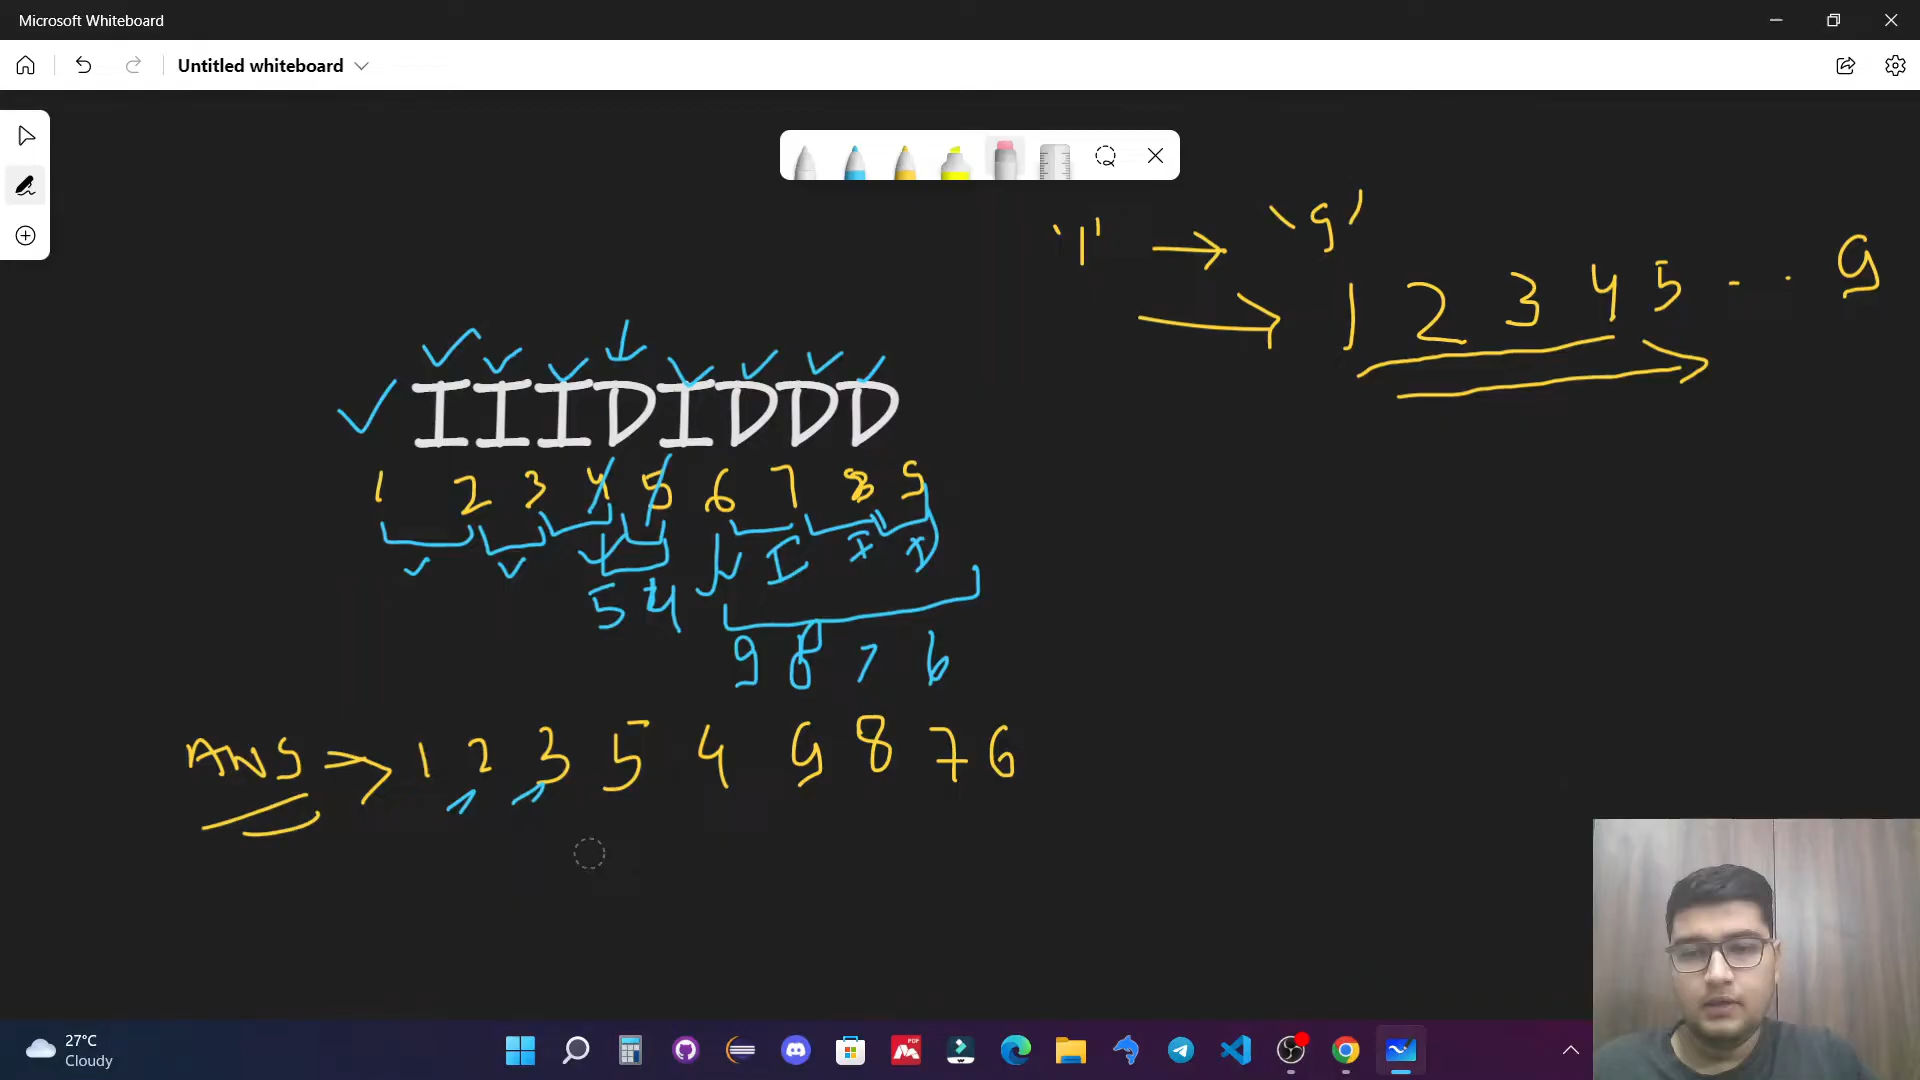 Microsoft Whiteboard
Untitled whiteboard
'1' → '9'
→ 1 2 3 4 5 - . 9
IIIDIDDD
1 2 3 4 5 6 7 8 9
I I D
5 4
9 8 7 6
ANS → 1 2 3 5 4 9 8 7 6
27°C
Cloudy
PDF